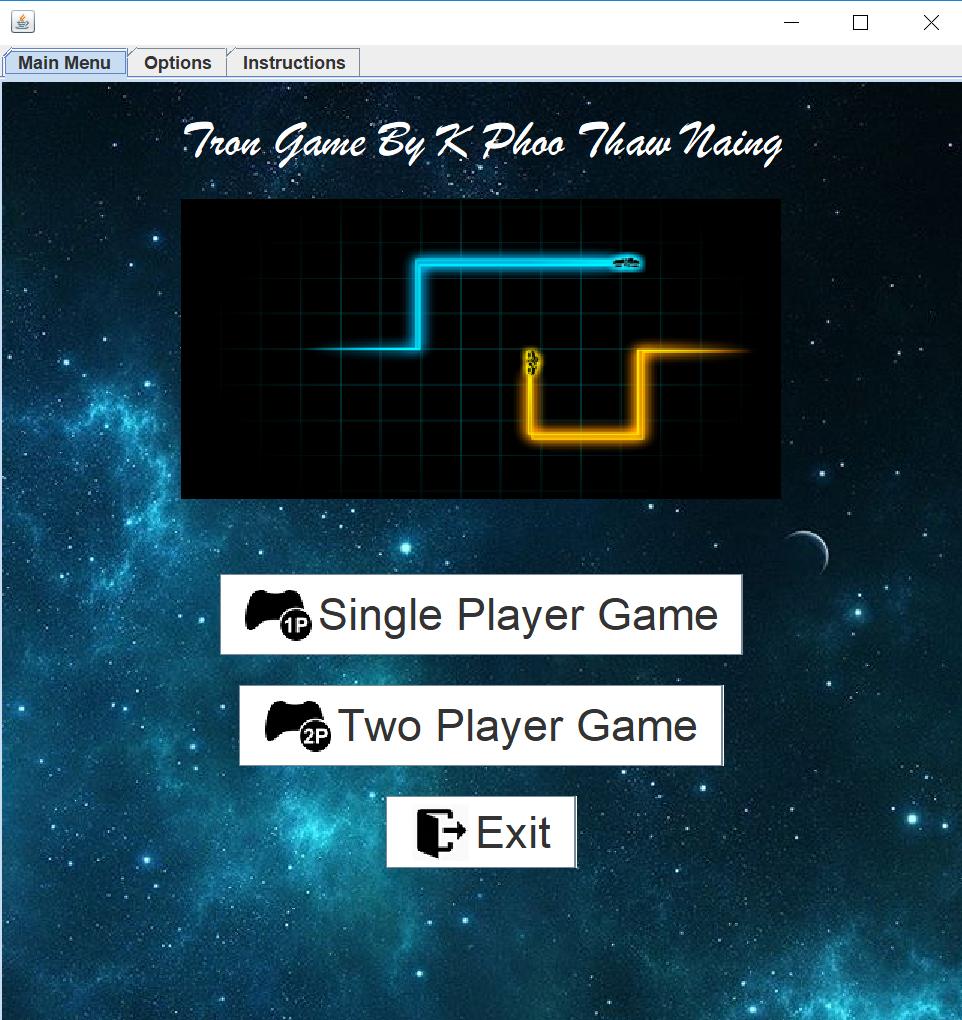 Main Menu Options Instructions
Tron Game By K Phoo Thaw Naing
1P Single Player Game
2P Two Player Game
Exit